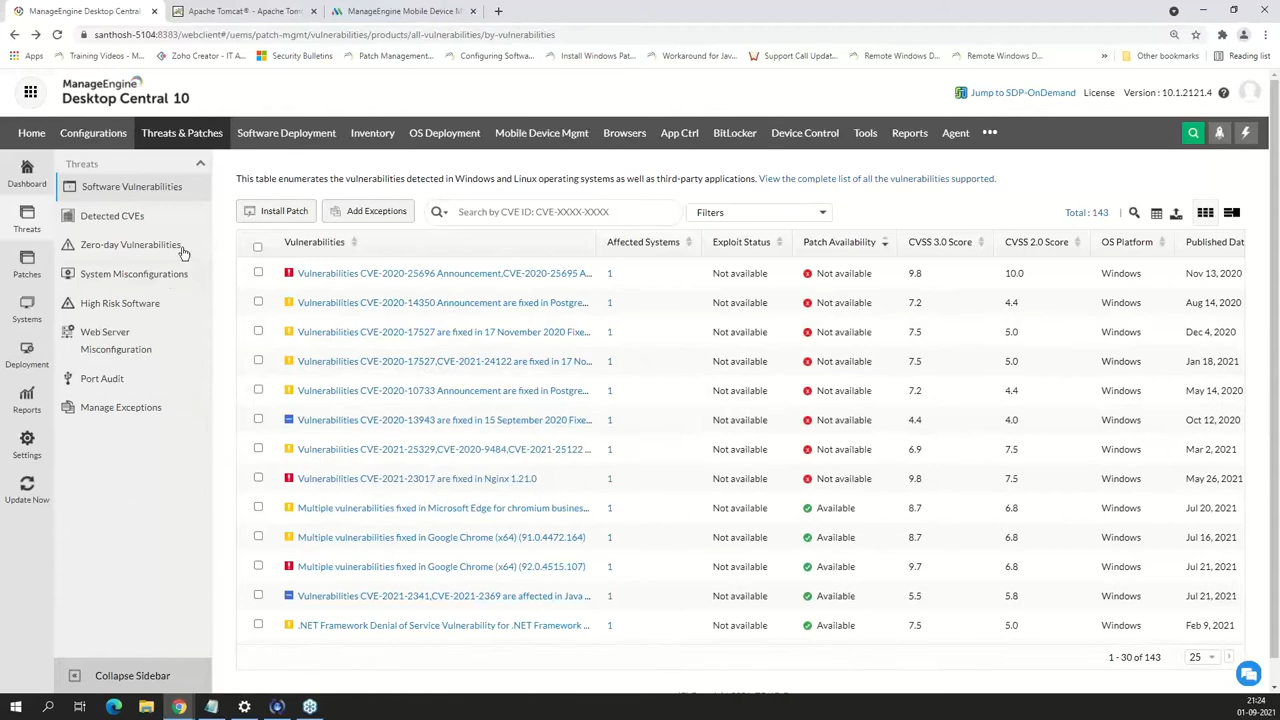 ManageEngine Desktop Central
Apache Tomcat® - Apache Tom
ManageEngine Mobile Device M
santhosh-5104:8383/webclient#/uems/patch-mgmt/vulnerabilities/products/all-vulnerabilities/by-vulnerabilities
Training Videos - M... Zoho Creator - IT A... Security Bulletins Patch Management... Configuring Softwa... Install Windows Pat... Workaround for Jav... Support Call Updat... Remote Windows D... Remote Windows D... » Other bookmarks Reading list
ManageEngine
Desktop Central 10
Jump to SDP-OnDemand License Version : 10.1.2121.4
Home Configurations Threats & Patches Software Deployment Inventory OS Deployment Mobile Device Mgmt Browsers App Ctrl BitLocker Device Control Tools Reports Agent •••
Dashboard
Threats
Patches
Systems
Deployment
Reports
Settings
Update Now
Threats
Software Vulnerabilities
Detected CVEs
Zero-day Vulnerabilities
System Misconfigurations
High Risk Software
Web Server
Misconfiguration
Port Audit
Manage Exceptions
Collapse Sidebar
This table enumerates the vulnerabilities detected in Windows and Linux operating systems as well as third-party applications. View the complete list of all the vulnerabilities supported.
Install Patch Add Exceptions Search by CVE ID: CVE-XXXX-XXXX Filters Total : 143
Vulnerabilities Affected Systems Exploit Status Patch Availability CVSS 3.0 Score CVSS 2.0 Score OS Platform Published Dat
Vulnerabilities CVE-2020-25696 Announcement,CVE-2020-25695 A... 1 Not available Not available 9.8 10.0 Windows Nov 13, 2020
Vulnerabilities CVE-2020-14350 Announcement are fixed in Postgre... 1 Not available Not available 7.2 4.4 Windows Aug 14, 2020
Vulnerabilities CVE-2020-17527 are fixed in 17 November 2020 Fixe... 1 Not available Not available 7.5 5.0 Windows Dec 4, 2020
Vulnerabilities CVE-2020-17527,CVE-2021-24122 are fixed in 17 No... 1 Not available Not available 7.5 5.0 Windows Jan 18, 2021
Vulnerabilities CVE-2020-10733 Announcement are fixed in Postgre... 1 Not available Not available 7.2 4.4 Windows May 14, 2020
Vulnerabilities CVE-2020-13943 are fixed in 15 September 2020 Fixe... 1 Not available Not available 4.4 4.0 Windows Oct 12, 2020
Vulnerabilities CVE-2021-25329,CVE-2020-9484,CVE-2021-25122 ... 1 Not available Not available 6.9 7.5 Windows Mar 2, 2021
Vulnerabilities CVE-2021-23017 are fixed in Nginx 1.21.0 1 Not available Not available 9.8 7.5 Windows May 26, 2021
Multiple vulnerabilities fixed in Microsoft Edge for chromium busines... 1 Not available Available 8.7 6.8 Windows Jul 20, 2021
Multiple vulnerabilities fixed in Google Chrome (x64) (91.0.4472.164) 1 Not available Available 8.7 6.8 Windows Jul 16, 2021
Multiple vulnerabilities fixed in Google Chrome (x64) (92.0.4515.107) 1 Not available Available 9.7 6.8 Windows Jul 21, 2021
Vulnerabilities CVE-2021-2341,CVE-2021-2369 are affected in Java ... 1 Not available Available 5.5 5.8 Windows Jul 21, 2021
.NET Framework Denial of Service Vulnerability for .NET Framework ... 1 Not available Available 7.5 5.0 Windows Feb 9, 2021
1 - 30 of 143 25
21:24
01-09-2021